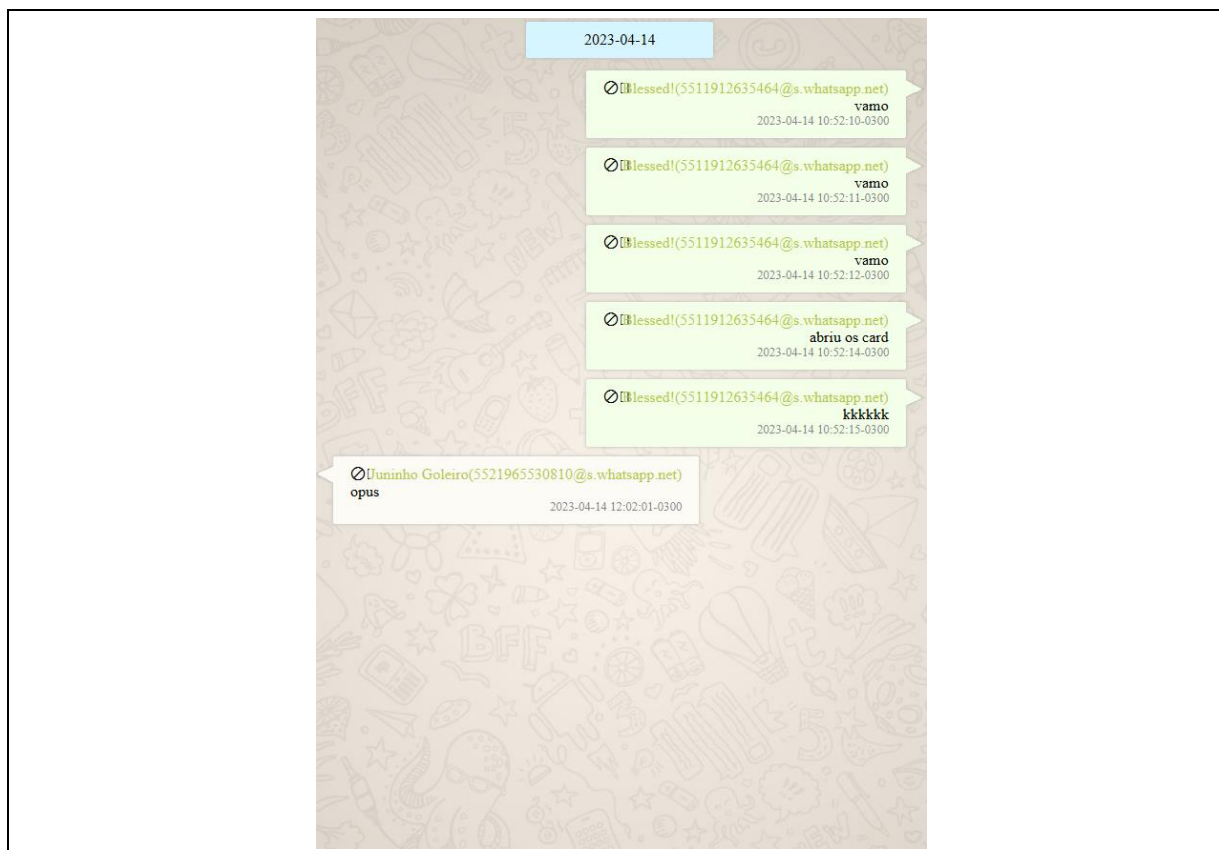 2023-04-14
Blessed!(5511912635464@s.whatsapp.net)
vamo
2023-04-14 10:52:10-0300
Blessed!(5511912635464@s.whatsapp.net)
vamo
2023-04-14 10:52:11-0300
Blessed!(5511912635464@s.whatsapp.net)
vamo
2023-04-14 10:52:12-0300
Blessed!(5511912635464@s.whatsapp.net)
abriu os card
2023-04-14 10:52:14-0300
Blessed!(5511912635464@s.whatsapp.net)
kkkkkk
2023-04-14 10:52:15-0300
Juninho Goleiro(5521965530810@s.whatsapp.net)
opus
2023-04-14 12:02:01-0300